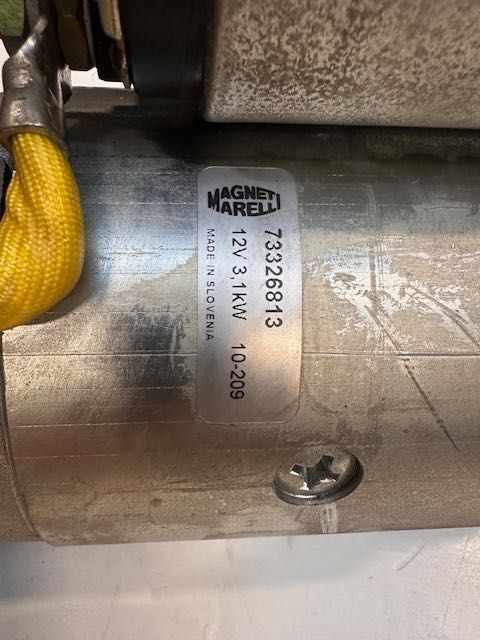 MAGNETI
MARELLI
73326813
12V 3,1kW 10-209
MADE IN SLOVENIA